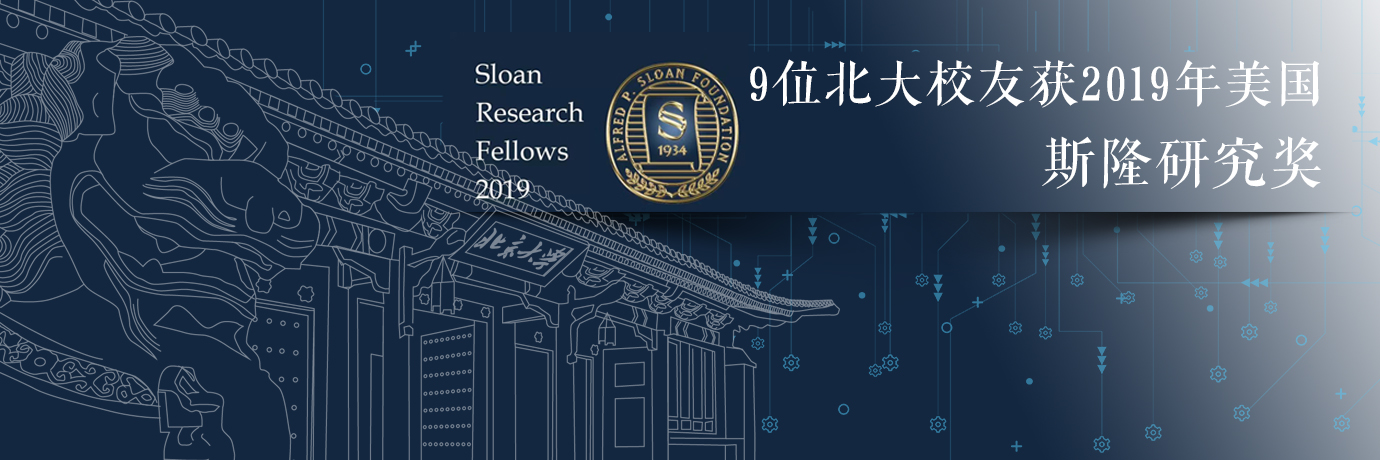 Sloan
Research
Fellows
2019
ALFRED P. SLOAN FOUNDATION
S
1934
9位北大校友获2019年美国
斯隆研究奖
北京大学